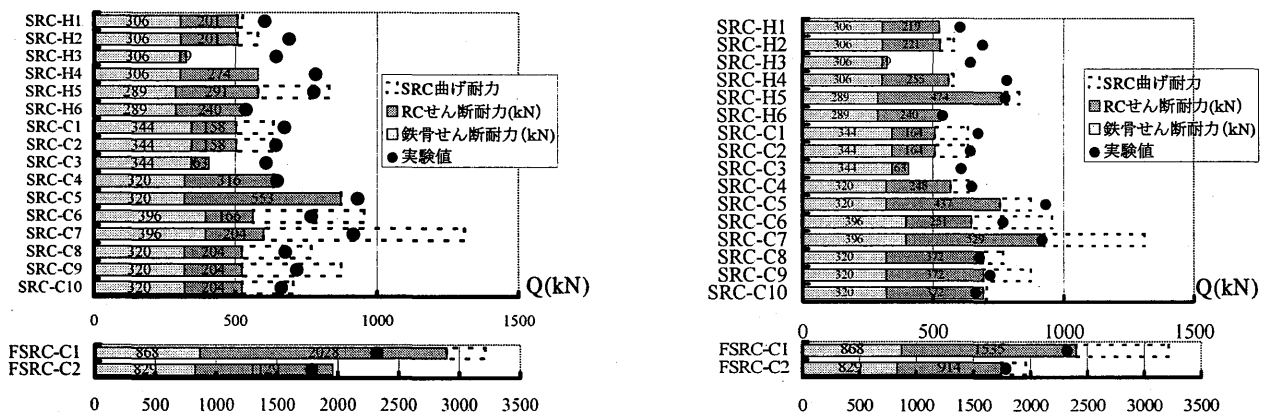 SRC-H1 306 201
SRC-H2 306 201
SRC-H3 306
SRC-H4 306 274
SRC-H5 289 291
SRC-H6 289 240
SRC-C1 344 158
SRC-C2 344 158
SRC-C3 344 63
SRC-C4 320 316
SRC-C5 320 553
SRC-C6 396 166
SRC-C7 396 204
SRC-C8 320 204
SRC-C9 320 204
SRC-C10 320 204
Q(kN)
0 500 1000 1500
SRC曲げ耐力
RCせん断耐力(kN)
鉄骨せん断耐力(kN)
実験値
FSRC-C1 868 2028
FSRC-C2 829 1129
0 500 1000 1500 2000 2500 3000 3500
SRC-H1 306 213
SRC-H2 306 221
SRC-H3 306
SRC-H4 306 255
SRC-H5 289 474
SRC-H6 289 240
SRC-C1 344 164
SRC-C2 344 164
SRC-C3 344
SRC-C4 320 248
SRC-C5 320 437
SRC-C6 396 251
SRC-C7 396 529
SRC-C8 320 372
SRC-C9 320 372
SRC-C10 320
Q(kN)
0 500 1000 1500
SRC曲げ耐力
RCせん断耐力(kN)
鉄骨せん断耐力(kN)
実験値
FSRC-C1 868 1535
FSRC-C2 829 914
0 500 1000 1500 2000 2500 3000 3500